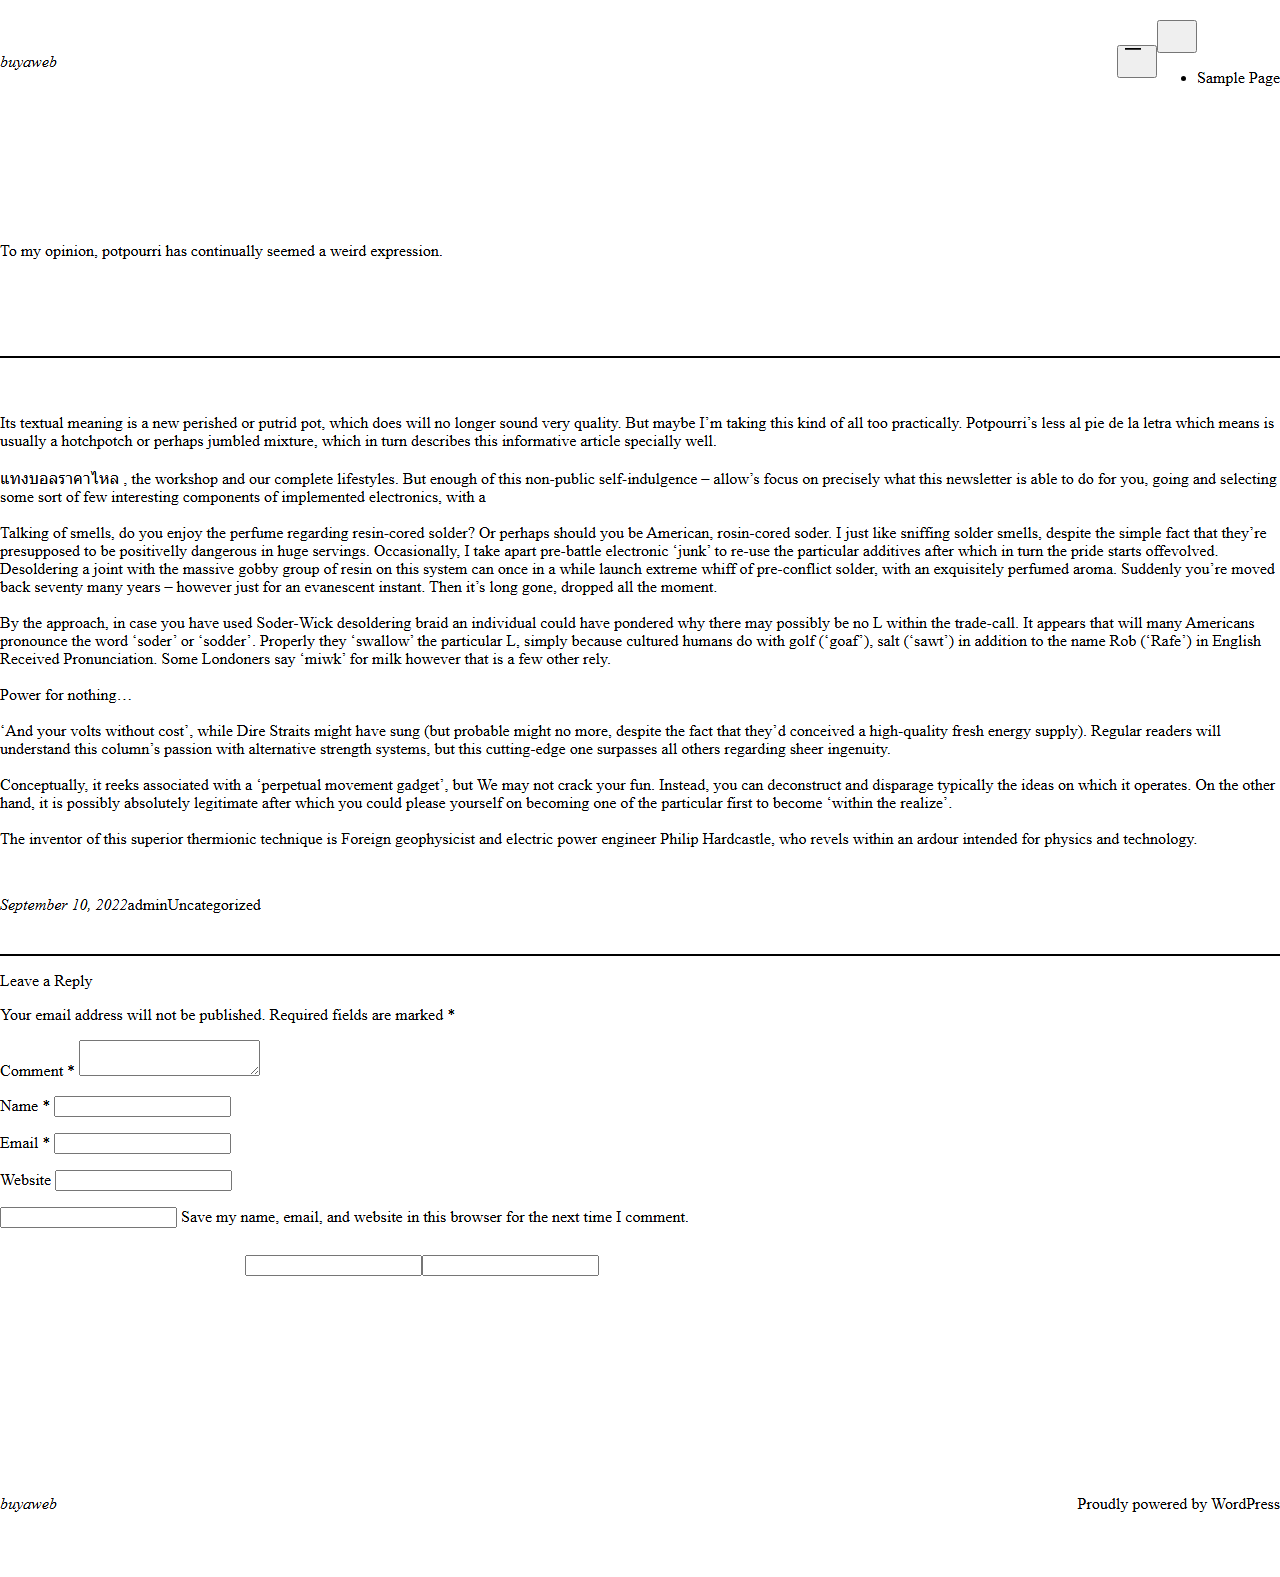 buyaweb
Sample Page
To my opinion, potpourri has continually seemed a weird expression.
Its textual meaning is a new perished or putrid pot, which does will no longer sound very quality. But maybe I’m taking this kind of all too practically. Potpourri’s less al pie de la letra which means is
usually a hotchpotch or perhaps jumbled mixture, which in turn describes this informative article specially well.
แทงบอลราคาไหล , the workshop and our complete lifestyles. But enough of this non-public self-indulgence – allow’s focus on precisely what this newsletter is able to do for you, going and selecting
some sort of few interesting components of implemented electronics, with a
Talking of smells, do you enjoy the perfume regarding resin-cored solder? Or perhaps should you be American, rosin-cored soder. I just like sniffing solder smells, despite the simple fact that they’re
presupposed to be positivelly dangerous in huge servings. Occasionally, I take apart pre-battle electronic ‘junk’ to re-use the particular additives after which in turn the pride starts offevolved.
Desoldering a joint with the massive gobby group of resin on this system can once in a while launch extreme whiff of pre-conflict solder, with an exquisitely perfumed aroma. Suddenly you’re moved
back seventy many years – however just for an evanescent instant. Then it’s long gone, dropped all the moment.
By the approach, in case you have used Soder-Wick desoldering braid an individual could have pondered why there may possibly be no L within the trade-call. It appears that will many Americans
pronounce the word ‘soder’ or ‘sodder’. Properly they ‘swallow’ the particular L, simply because cultured humans do with golf (‘goaf’), salt (‘sawt’) in addition to the name Rob (‘Rafe’) in English
Received Pronunciation. Some Londoners say ‘miwk’ for milk however that is a few other rely.
Power for nothing…
‘And your volts without cost’, while Dire Straits might have sung (but probable might no more, despite the fact that they’d conceived a high-quality fresh energy supply). Regular readers will
understand this column’s passion with alternative strength systems, but this cutting-edge one surpasses all others regarding sheer ingenuity.
Conceptually, it reeks associated with a ‘perpetual movement gadget’, but We may not crack your fun. Instead, you can deconstruct and disparage typically the ideas on which it operates. On the other
hand, it is possibly absolutely legitimate after which you could please yourself on becoming one of the particular first to become ‘within the realize’.
The inventor of this superior thermionic technique is Foreign geophysicist and electric power engineer Philip Hardcastle, who revels within an ardour intended for physics and technology.
September 10, 2022adminUncategorized
Leave a Reply
Your email address will not be published. Required fields are marked *
Comment *
Name *
Email *
Website
Save my name, email, and website in this browser for the next time I comment.
buyaweb
Proudly powered by WordPress